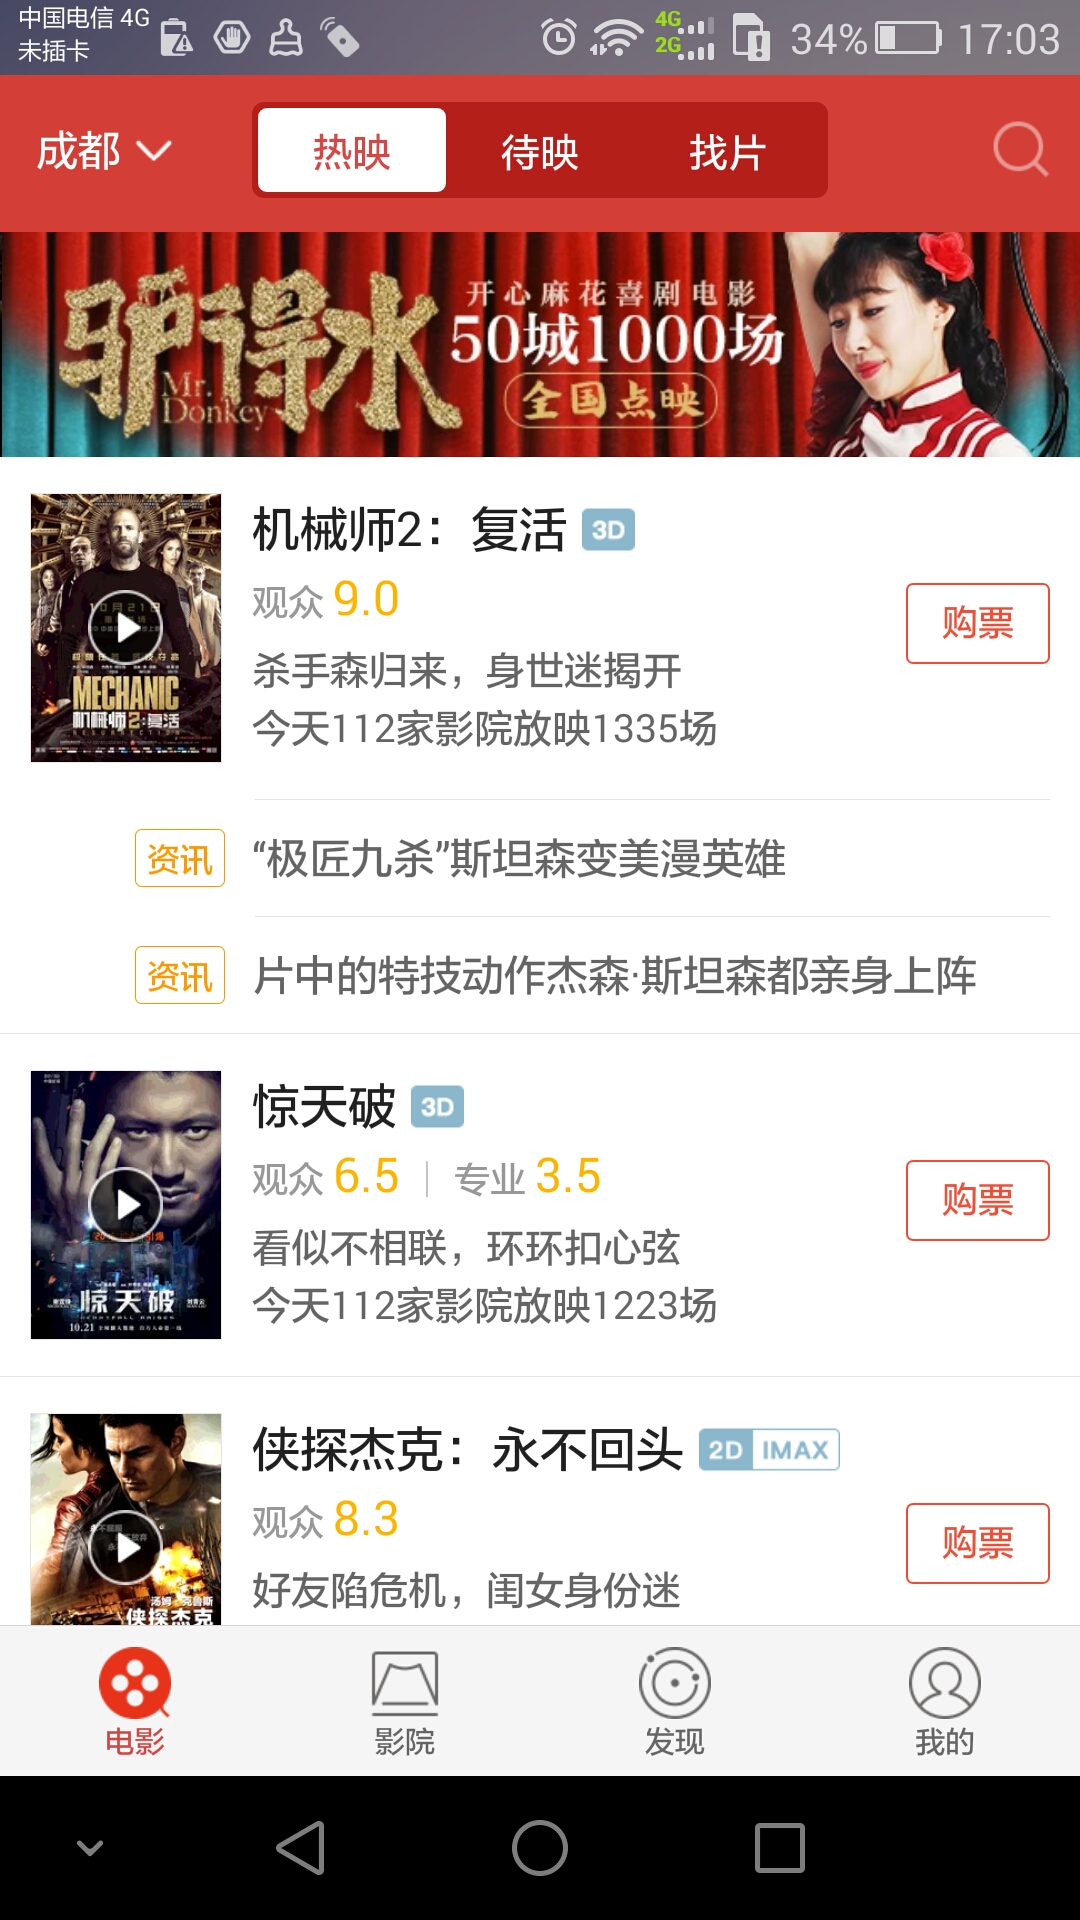 中国电信 4G
未插卡
4G
2G
34%
17:03
成都
热映
待映
找片
驴得水
Mr.
Donkey
开心麻花喜剧电影
50城1000场
全国点映
机械师2：复活 3D
观众 9.0
购票
杀手森归来，身世迷揭开
今天112家影院放映1335场
10月21日
MECHANIC
机械师2:复活
RESURRECTION
资讯 “极匠九杀”斯坦森变美漫英雄
资讯 片中的特技动作杰森·斯坦森都亲身上阵
惊天破 3D
观众 6.5 专业 3.5
购票
看似不相联，环环扣心弦
今天112家影院放映1223场
惊天破
10.21
侠探杰克：永不回头 2D IMAX
观众 8.3
购票
好友陷危机，闺女身份迷
汤姆·克鲁斯
侠探杰克
电影
影院
发现
我的